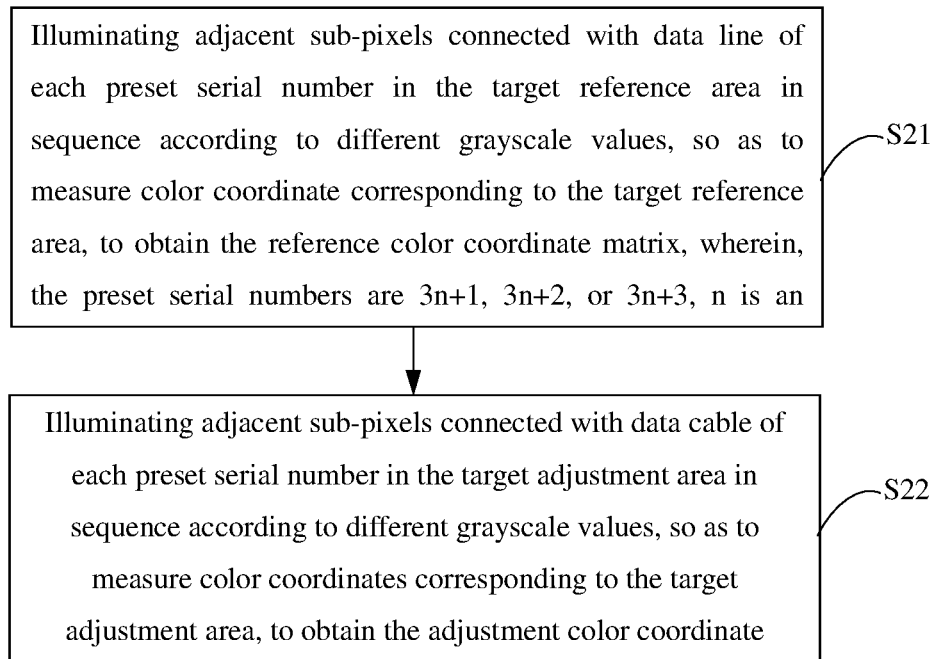 Illuminating adjacent sub-pixels connected with data line of
each preset serial number in the target reference area in
sequence according to different grayscale values, so as to
measure color coordinate corresponding to the target reference
area, to obtain the reference color coordinate matrix, wherein,
the preset serial numbers are 3n+1, 3n+2, or 3n+3, n is an
S21
Illuminating adjacent sub-pixels connected with data cable of
each preset serial number in the target adjustment area in
sequence according to different grayscale values, so as to
measure color coordinates corresponding to the target
adjustment area, to obtain the adjustment color coordinate
S22